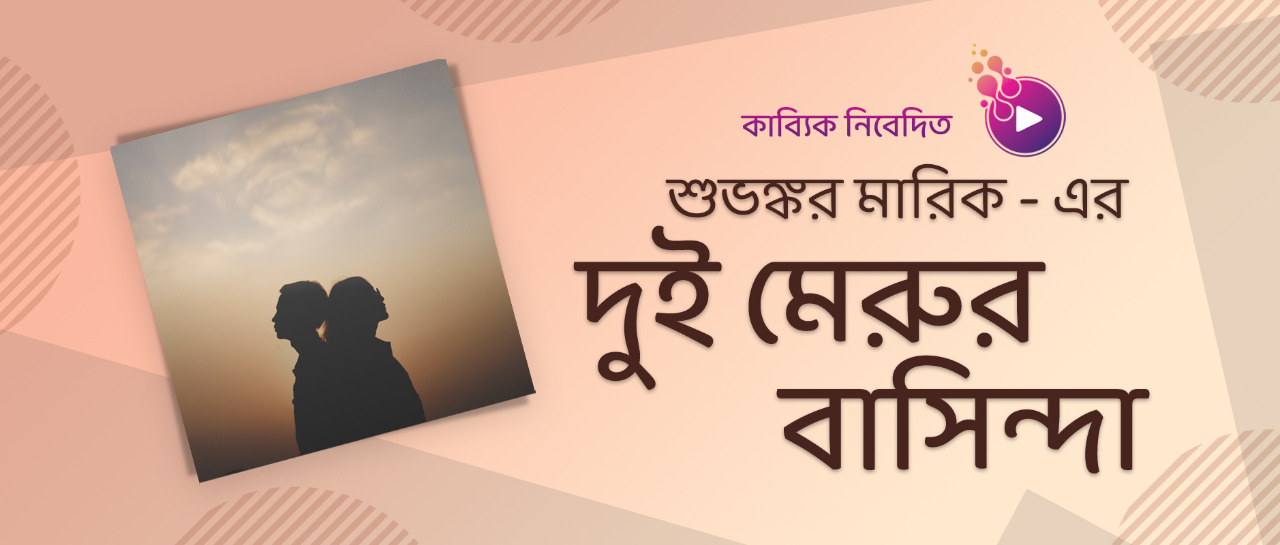 কাব্যিক নিবেদিত
শুভঙ্কর মারিক - এর
দুই মেরুর
বাসিন্দা